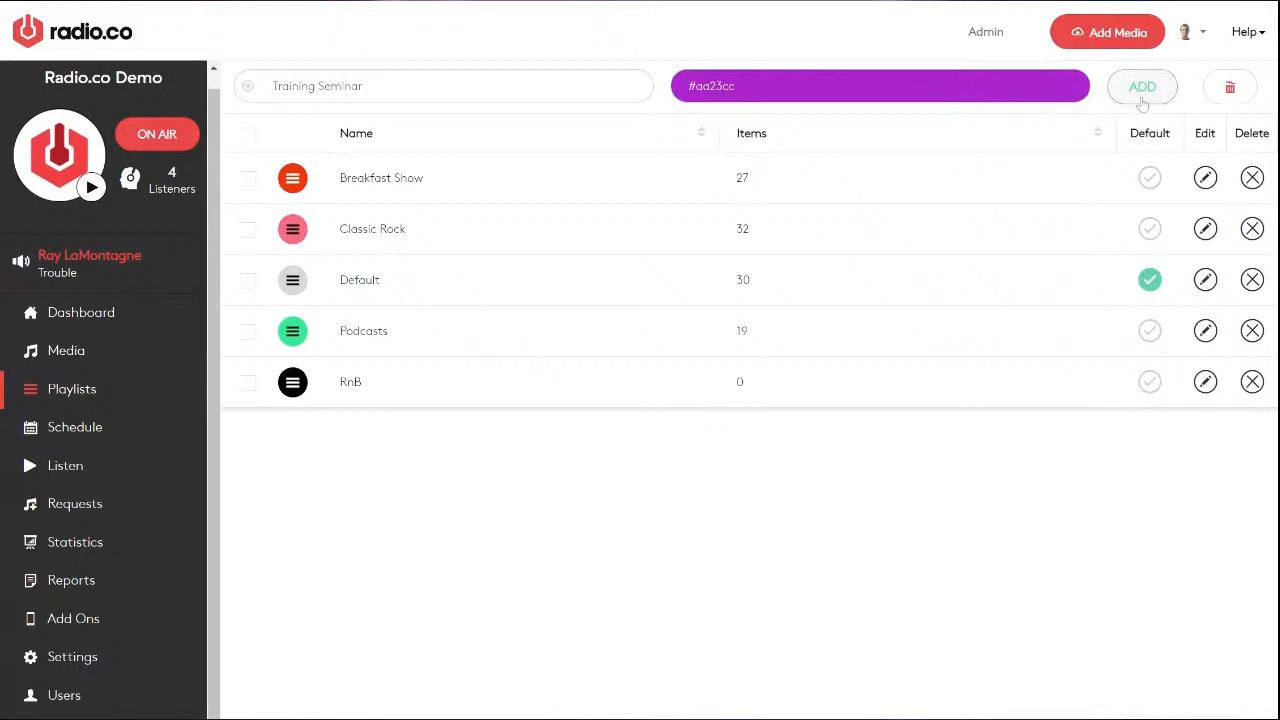 radio.co
Admin
Add Media
Help
Radio.co Demo
ON AIR
4
Listeners
Ray LaMontagne
Trouble
Dashboard
Media
Playlists
Schedule
Listen
Requests
Statistics
Reports
Add Ons
Settings
Users
Training Seminar
#aa23cc
ADD
Name Items Default Edit Delete
Breakfast Show 27
Classic Rock 32
Default 30
Podcasts 19
RnB 0